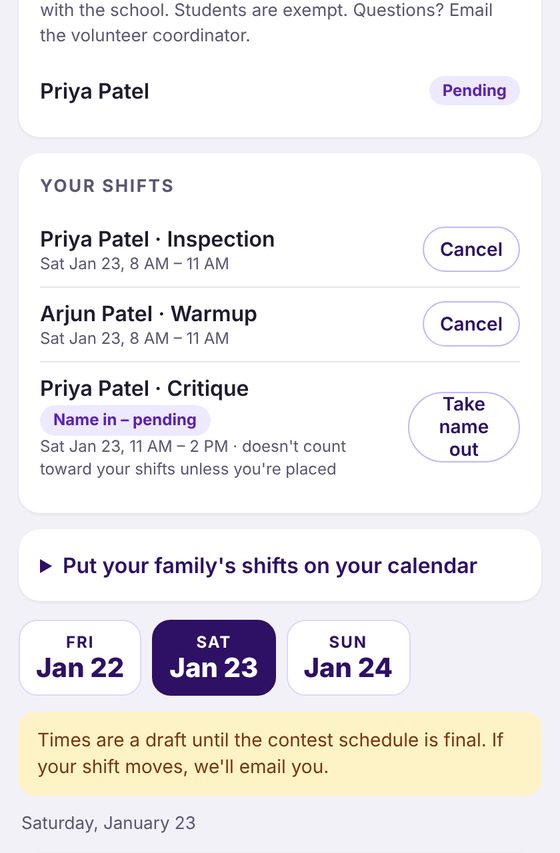 with the school. Students are exempt. Questions? Email
the volunteer coordinator.
Priya Patel
Pending
YOUR SHIFTS
Priya Patel · Inspection
Sat Jan 23, 8 AM – 11 AM
Cancel
Arjun Patel · Warmup
Sat Jan 23, 8 AM – 11 AM
Cancel
Priya Patel · Critique
Name in – pending
Sat Jan 23, 11 AM – 2 PM · doesn't count
toward your shifts unless you're placed
Take
name
out
Put your family's shifts on your calendar
FRI
Jan 22
SAT
Jan 23
SUN
Jan 24
Times are a draft until the contest schedule is final. If
your shift moves, we'll email you.
Saturday, January 23